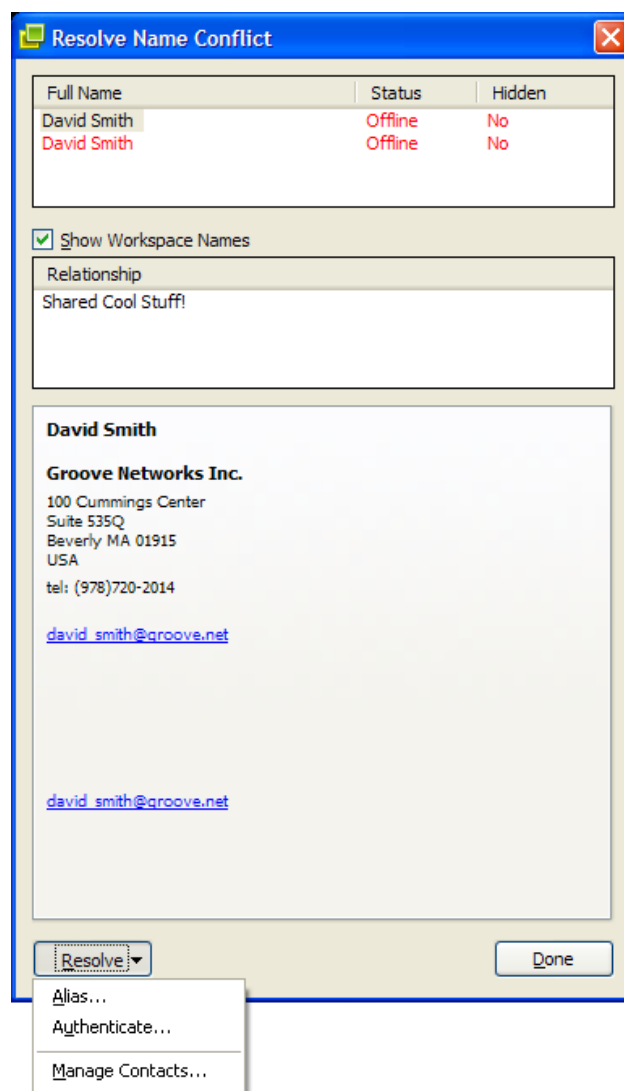 Resolve Name Conflict
Full Name Status Hidden
David Smith Offline No
David Smith Offline No
Show Workspace Names
Relationship
Shared Cool Stuff!
David Smith
Groove Networks Inc.
100 Cummings Center
Suite 535Q
Beverly MA 01915
USA
tel: (978)720-2014
david_smith@groove.net
david_smith@groove.net
Resolve Done
Alias...
Authenticate...
Manage Contacts...